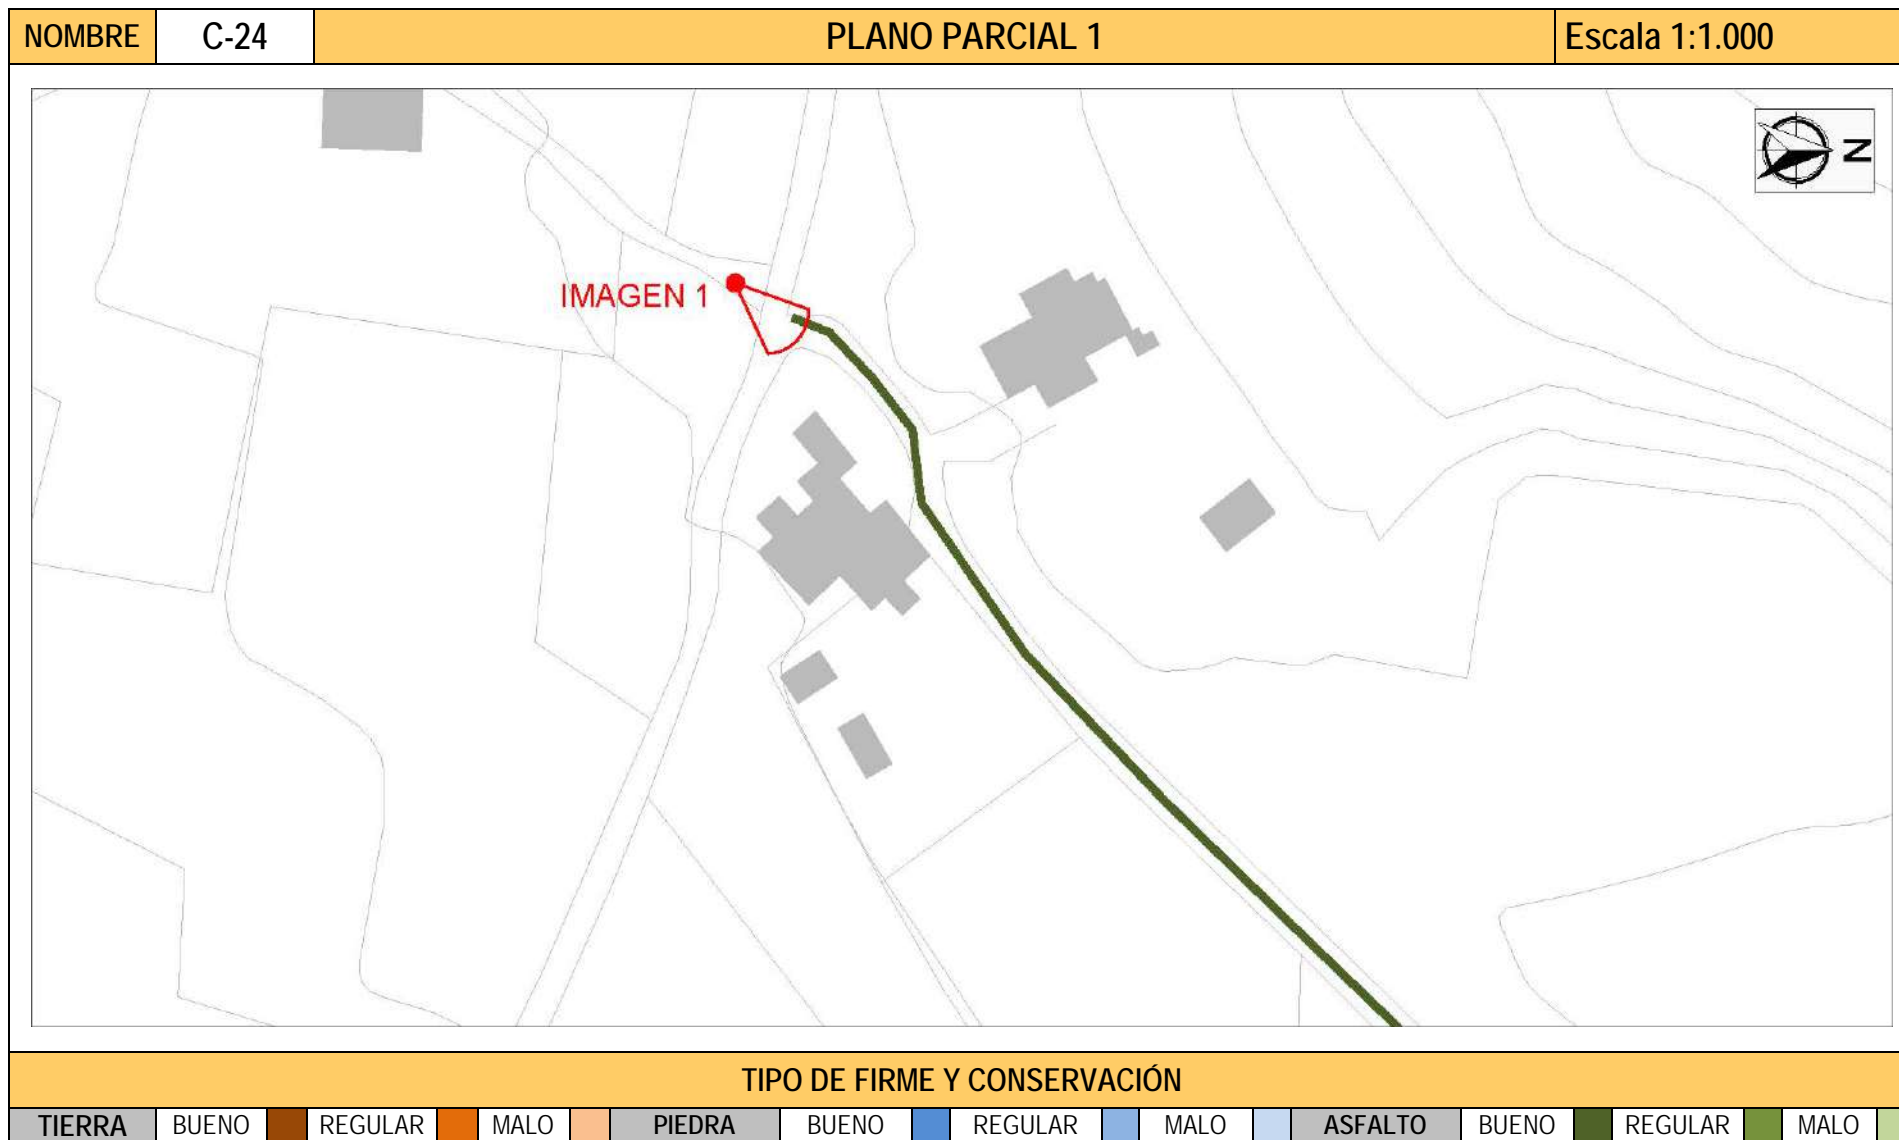 NOMBRE C-24 PLANO PARCIAL 1 Escala 1:1.000
N
IMAGEN 1
TIPO DE FIRME Y CONSERVACIÓN
TIERRA BUENO REGULAR MALO PIEDRA BUENO REGULAR MALO ASFALTO BUENO REGULAR MALO